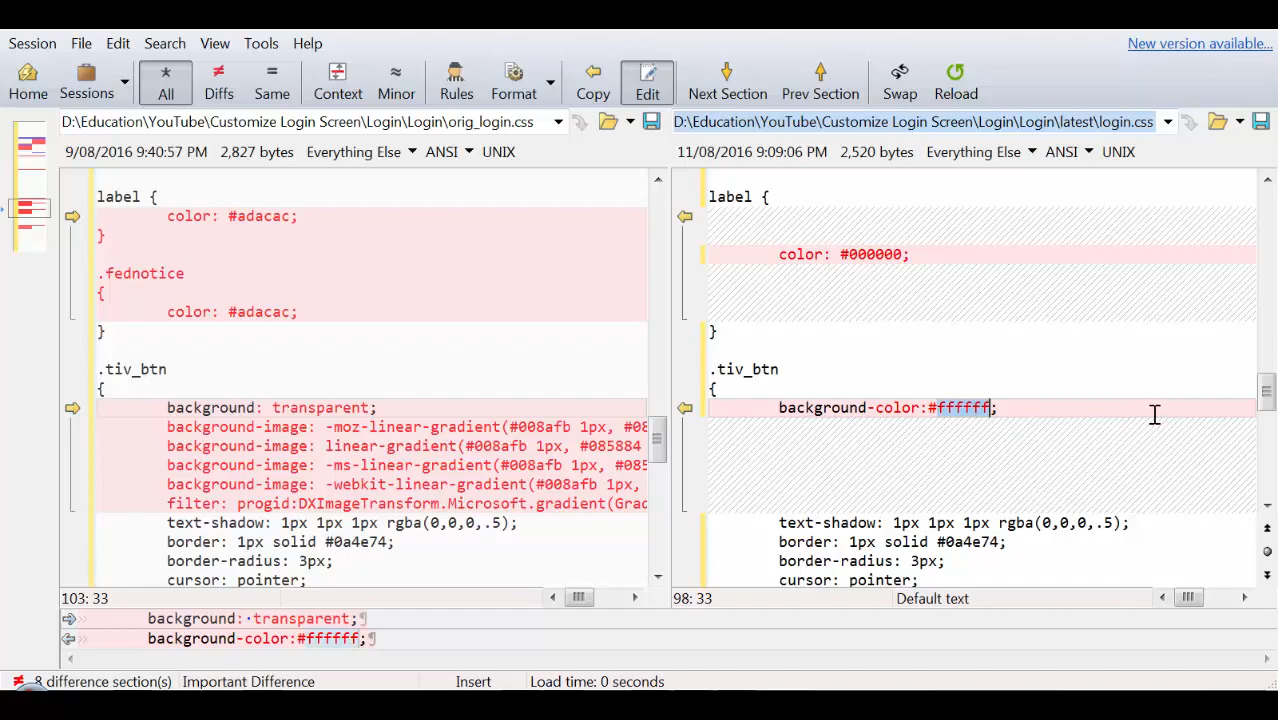 Session File Edit Search View Tools Help New version available...
* ≠ = ≈
Home Sessions All Diffs Same Context Minor Rules Format Copy Edit Next Section Prev Section Swap Reload
D:\Education\YouTube\Customize Login Screen\Login\Login\orig_login.css
9/08/2016 9:40:57 PM 2,827 bytes Everything Else ANSI UNIX
label {
color: #adacac;
}
.fednotice
{
color: #adacac;
}
.tiv_btn
{
background: transparent;
background-image: -moz-linear-gradient(#008afb 1px, #08
background-image: linear-gradient(#008afb 1px, #085884
background-image: -ms-linear-gradient(#008afb 1px, #085
background-image: -webkit-linear-gradient(#008afb 1px,
filter: progid:DXImageTransform.Microsoft.gradient(Grad
text-shadow: 1px 1px 1px rgba(0,0,0,.5);
border: 1px solid #0a4e74;
border-radius: 3px;
cursor: pointer;
103: 33
D:\Education\YouTube\Customize Login Screen\Login\Login\latest\login.css
11/08/2016 9:09:06 PM 2,520 bytes Everything Else ANSI UNIX
label {
color: #000000;
}
.tiv_btn
{
background-color:#ffffff;
text-shadow: 1px 1px 1px rgba(0,0,0,.5);
border: 1px solid #0a4e74;
border-radius: 3px;
cursor: pointer;
98: 33 Default text
background:·transparent;¶
background-color:#ffffff;¶
≠ 8 difference section(s) Important Difference Insert Load time: 0 seconds